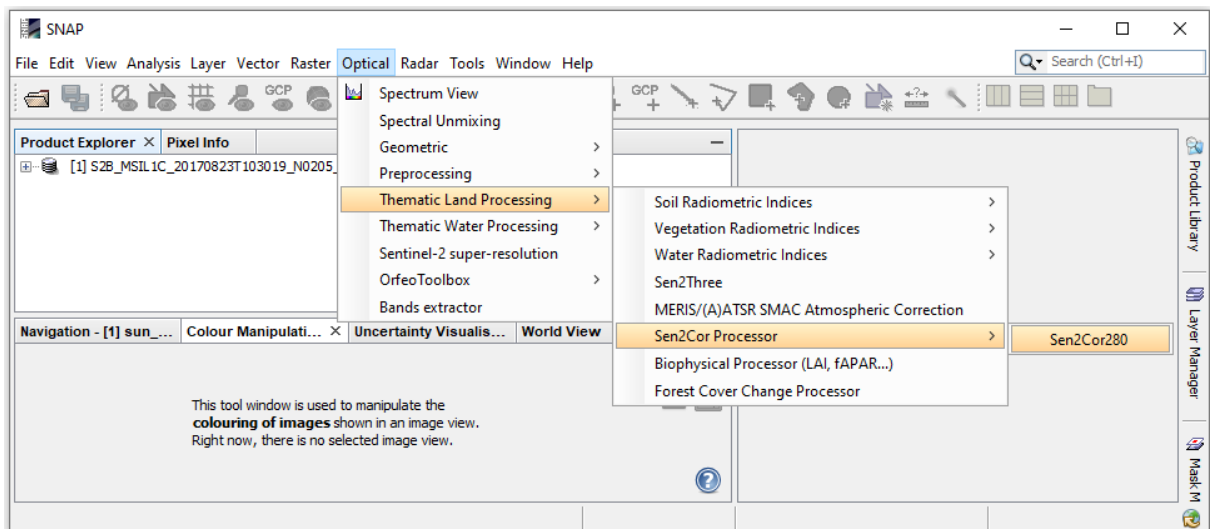 SNAP
File Edit View Analysis Layer Vector Raster Optical Radar Tools Window Help
Search (Ctrl+I)
GCP
GCP
Product Explorer Pixel Info
[1] S2B_MSIL1C_20170823T103019_N0205_
Spectrum View
Spectral Unmixing
Geometric
Preprocessing
Thematic Land Processing
Thematic Water Processing
Sentinel-2 super-resolution
OrfeoToolbox
Bands extractor
Soil Radiometric Indices
Vegetation Radiometric Indices
Water Radiometric Indices
Sen2Three
MERIS/(A)ATSR SMAC Atmospheric Correction
Sen2Cor Processor
Biophysical Processor (LAI, fAPAR...)
Forest Cover Change Processor
Sen2Cor280
Navigation - [1] sun_... Colour Manipulati... Uncertainty Visualis... World View
This tool window is used to manipulate the
colouring of images shown in an image view.
Right now, there is no selected image view.
Product Library
Layer Manager
Mask M